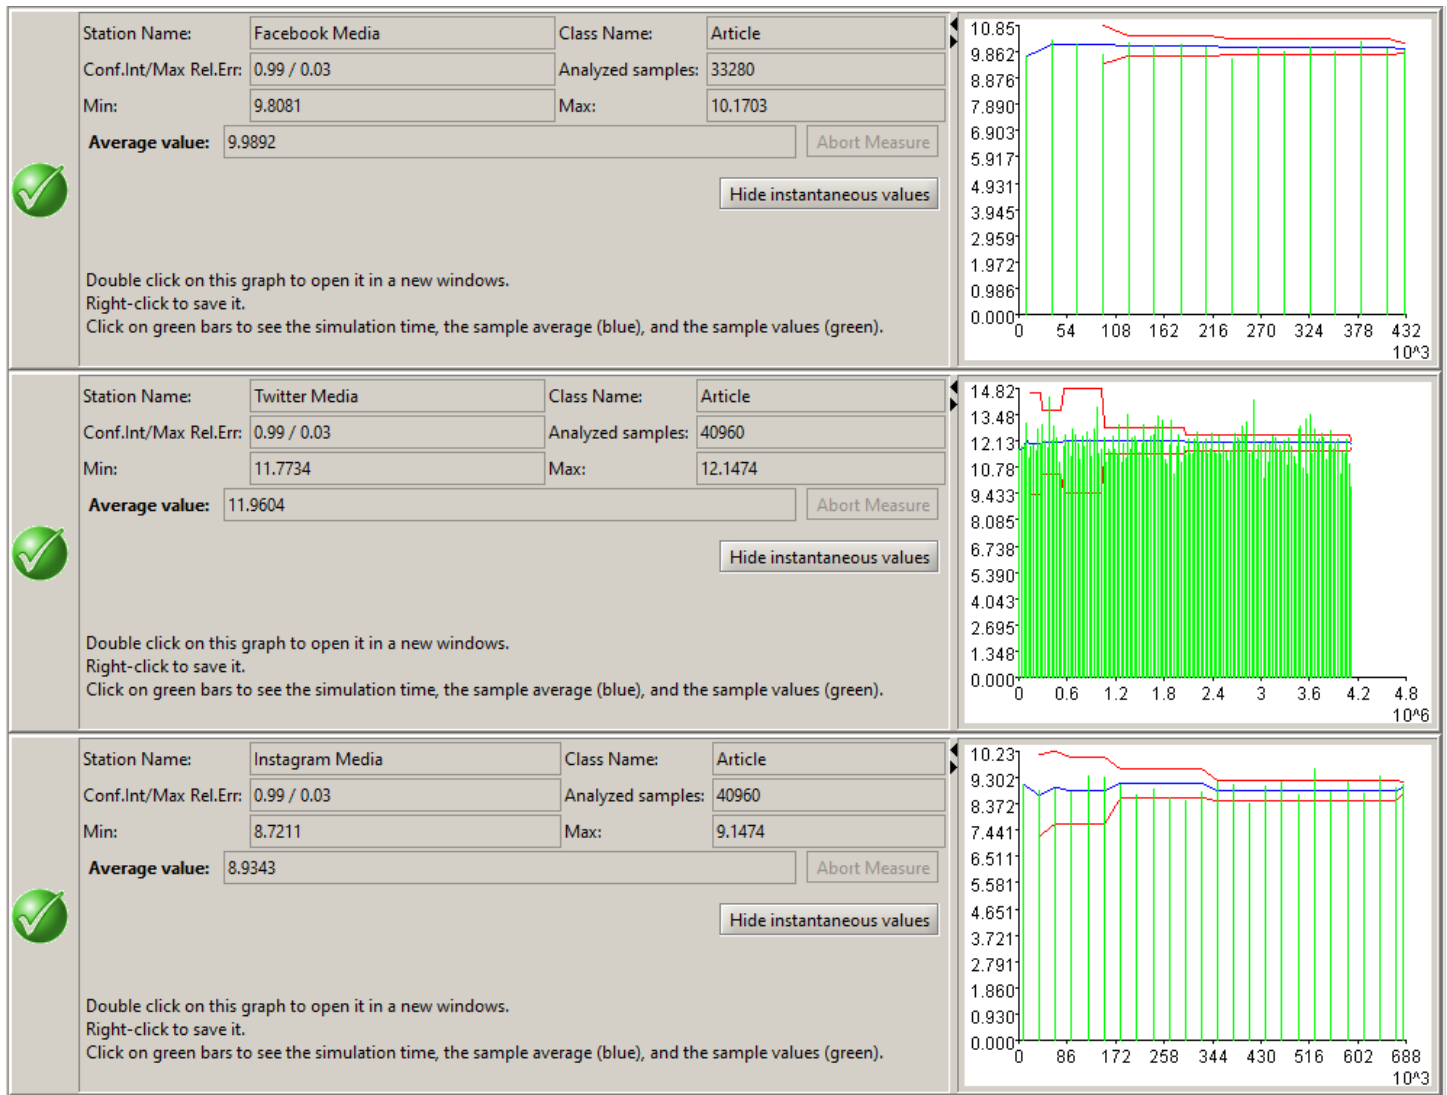 Station Name: Facebook Media Class Name: Article
Conf.Int/Max Rel.Err: 0.99 / 0.03 Analyzed samples: 33280
Min: 9.8081 Max: 10.1703
Average value: 9.9892 Abort Measure
Hide instantaneous values
Double click on this graph to open it in a new windows.
Right-click to save it.
Click on green bars to see the simulation time, the sample average (blue), and the sample values (green).
10.85
9.862
8.876
7.890
6.903
5.917
4.931
3.945
2.959
1.972
0.986
0.000
0 54 108 162 216 270 324 378 432
10^3
Station Name: Twitter Media Class Name: Article
Conf.Int/Max Rel.Err: 0.99 / 0.03 Analyzed samples: 40960
Min: 11.7734 Max: 12.1474
Average value: 11.9604 Abort Measure
Hide instantaneous values
Double click on this graph to open it in a new windows.
Right-click to save it.
Click on green bars to see the simulation time, the sample average (blue), and the sample values (green).
14.82
13.48
12.13
10.78
9.433
8.085
6.738
5.390
4.043
2.695
1.348
0.000
0 0.6 1.2 1.8 2.4 3 3.6 4.2 4.8
10^6
Station Name: Instagram Media Class Name: Article
Conf.Int/Max Rel.Err: 0.99 / 0.03 Analyzed samples: 40960
Min: 8.7211 Max: 9.1474
Average value: 8.9343 Abort Measure
Hide instantaneous values
Double click on this graph to open it in a new windows.
Right-click to save it.
Click on green bars to see the simulation time, the sample average (blue), and the sample values (green).
10.23
9.302
8.372
7.441
6.511
5.581
4.651
3.721
2.791
1.860
0.930
0.000
0 86 172 258 344 430 516 602 688
10^3